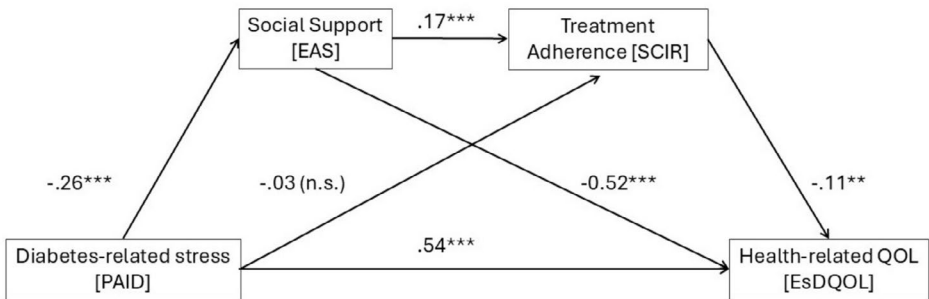 Social Support
[EAS]
.17***
Treatment
Adherence [SCIR]
-.26***
-.03 (n.s.)
-0.52***
-.11**
Diabetes-related stress
[PAID]
.54***
Health-related QOL
[EsDQOL]